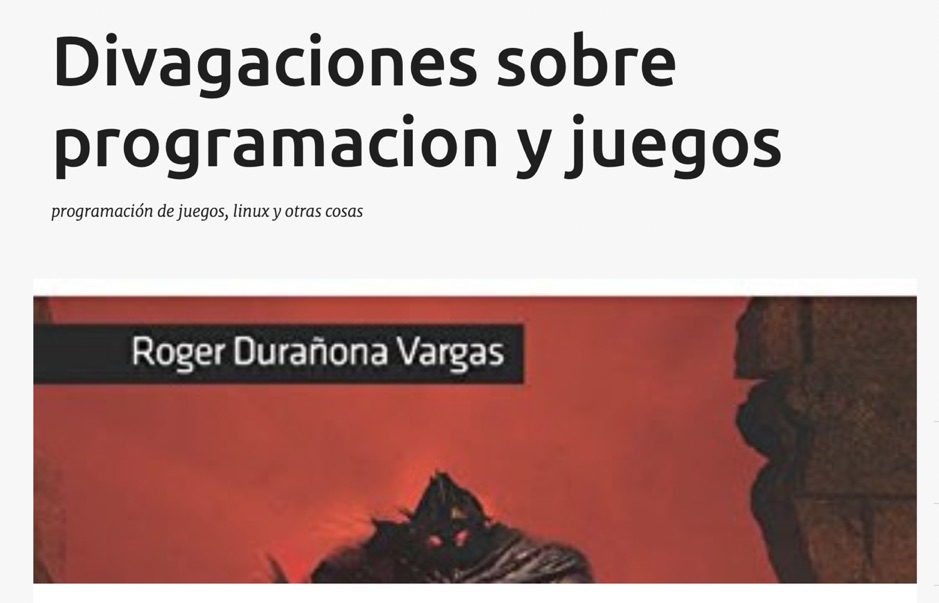 Divagaciones sobre
programacion y juegos
programación de juegos, linux y otras cosas
Roger Durañona Vargas